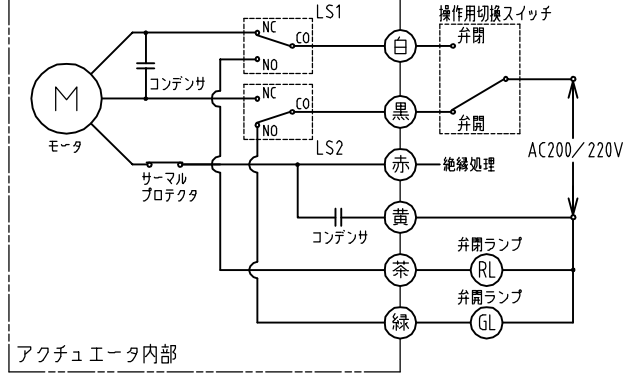 LS1
操作用切換スイッチ
NC
CO
白
弁閉
NO
コンデンサ
M
モータ
NC
CO
黒
弁開
NO
LS2
AC200/220V
サーマル
プロテクタ
赤
絶縁処理
黄
コンデンサ
弁閉ランプ
茶
RL
弁開ランプ
緑
GL
アクチュエータ内部